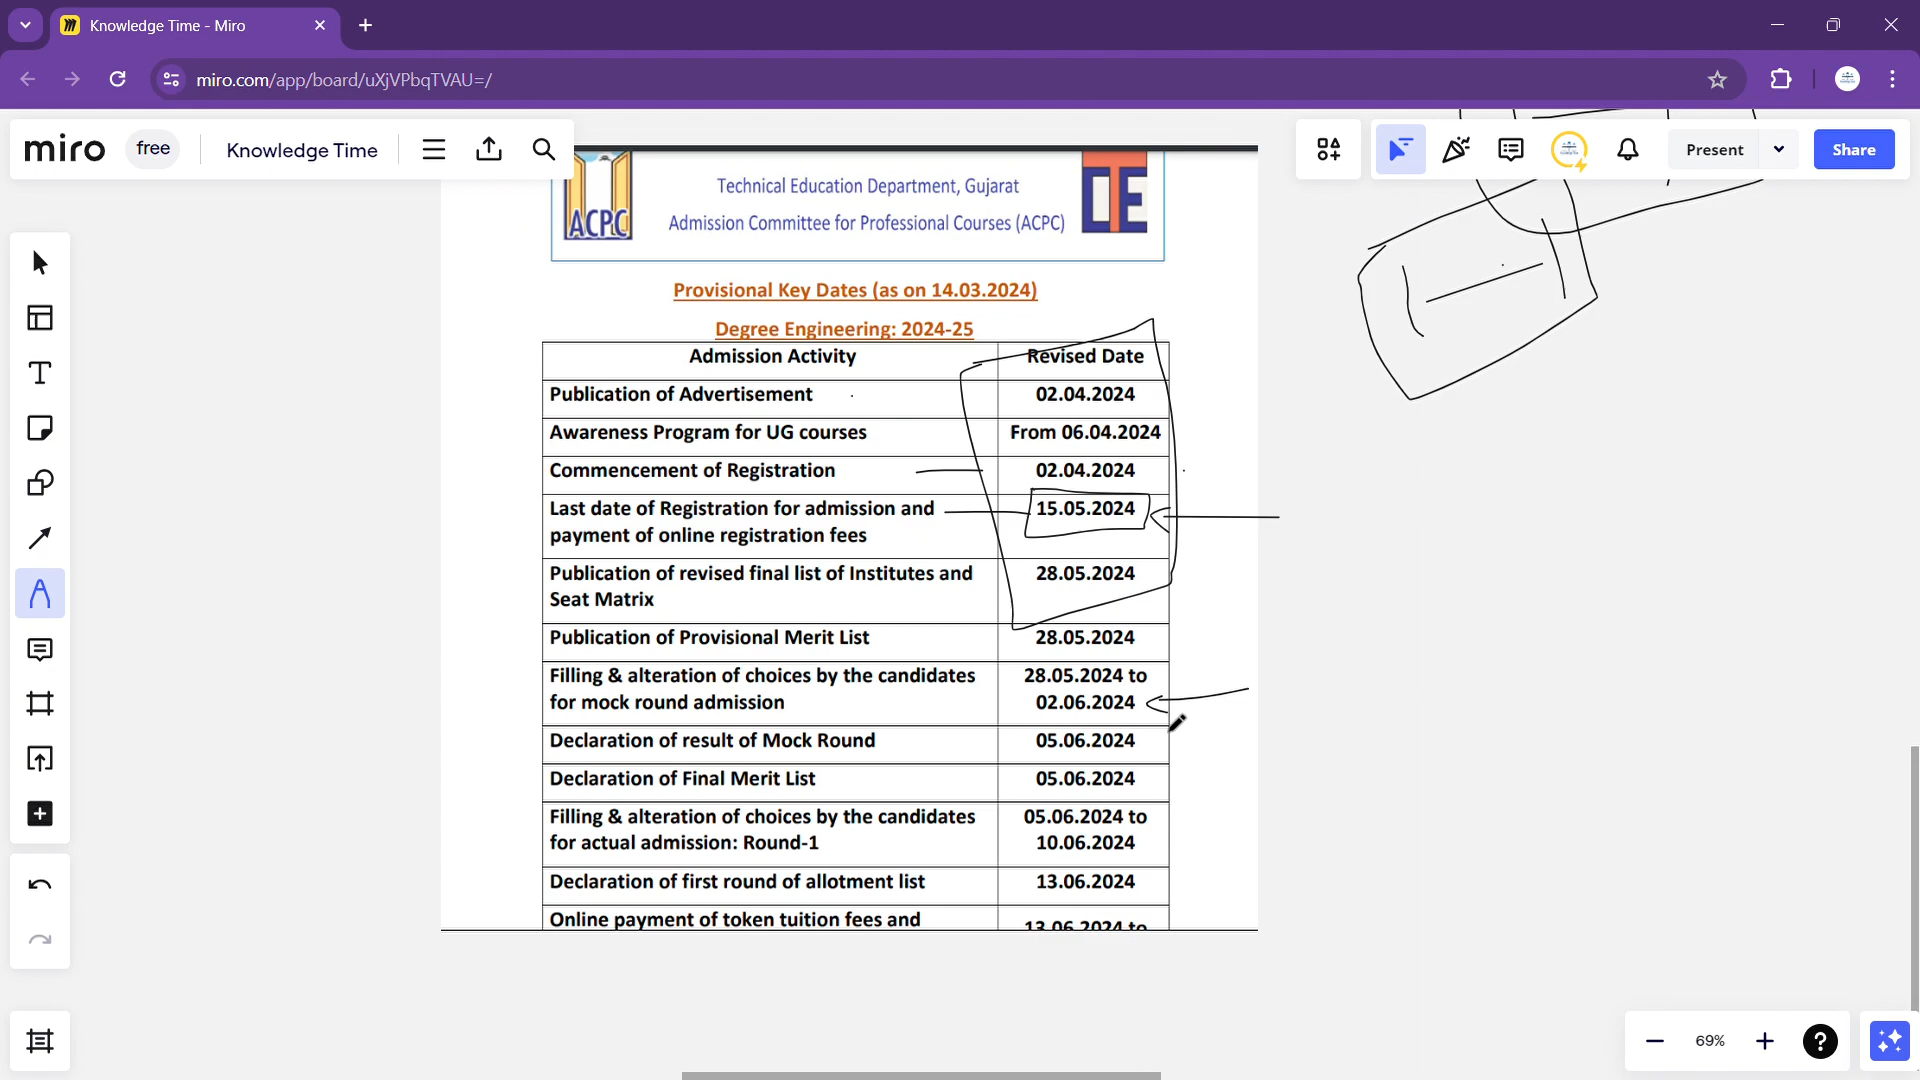 Knowledge Time - Miro
miro.com/app/board/uXjVPbqTVAU=/
miro
free
Knowledge Time
Present
Share
ACPC
Technical Education Department, Gujarat
Admission Committee for Professional Courses (ACPC)
DTE
Provisional Key Dates (as on 14.03.2024)
Degree Engineering: 2024-25
Admission Activity Revised Date
Publication of Advertisement 02.04.2024
Awareness Program for UG courses From 06.04.2024
Commencement of Registration 02.04.2024
Last date of Registration for admission and 15.05.2024
payment of online registration fees
Publication of revised final list of Institutes and 28.05.2024
Seat Matrix
Publication of Provisional Merit List 28.05.2024
Filling & alteration of choices by the candidates 28.05.2024 to
for mock round admission 02.06.2024
Declaration of result of Mock Round 05.06.2024
Declaration of Final Merit List 05.06.2024
Filling & alteration of choices by the candidates 05.06.2024 to
for actual admission: Round-1 10.06.2024
Declaration of first round of allotment list 13.06.2024
Online payment of token tuition fees and 13.06.2024 to
69%